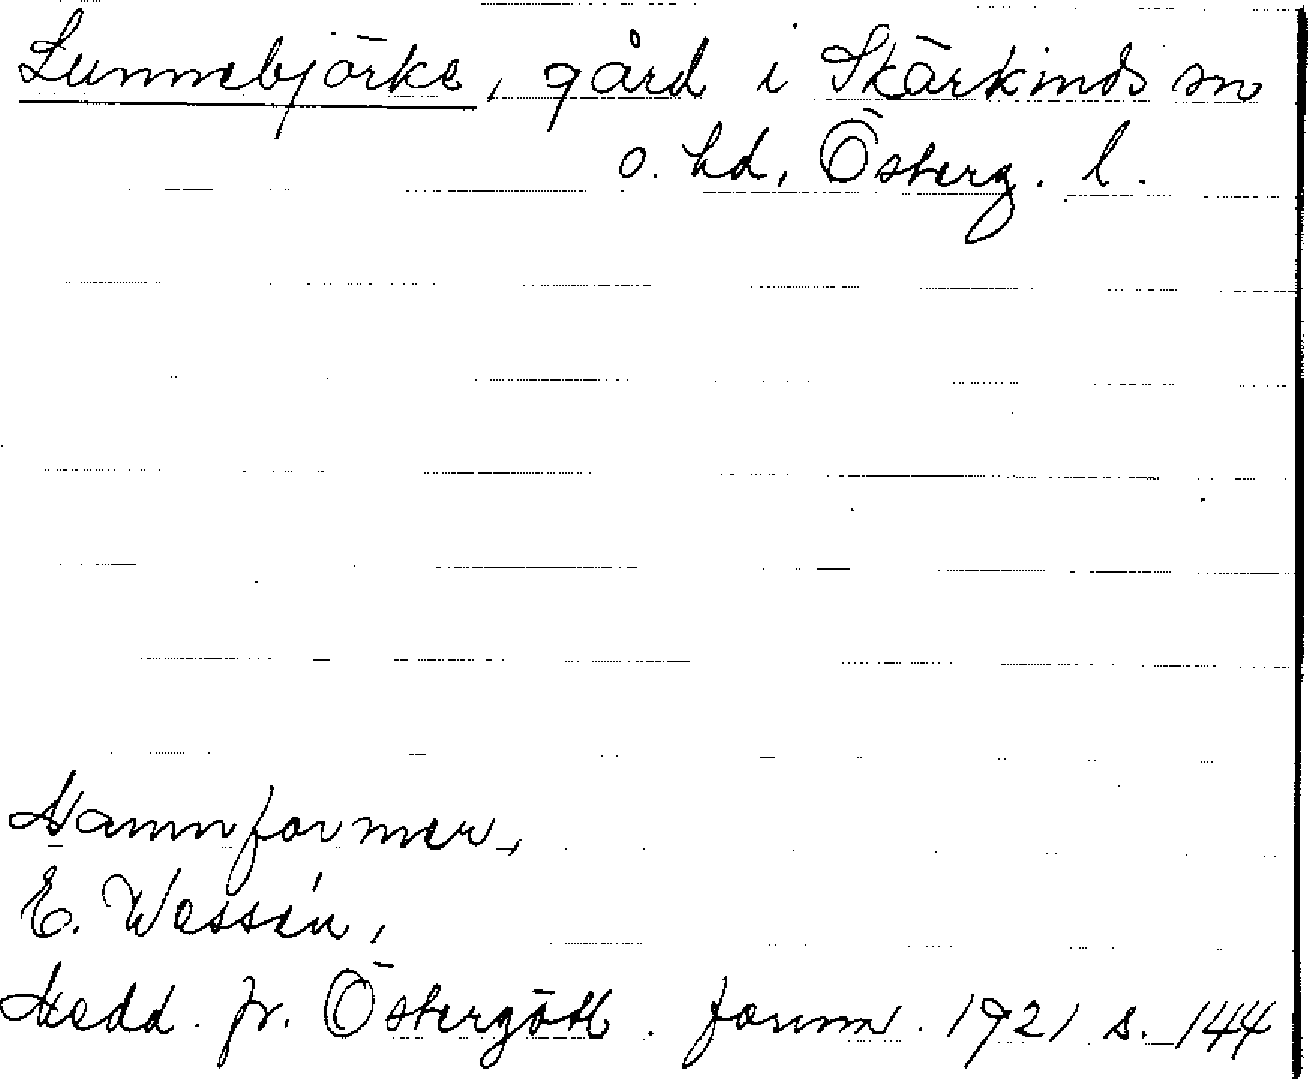 Lunnebjörke, gård i Skärkinds sn
o. hd, Österg. l.
Namnformer,
E. Wessén,
Medd. fr. Östergötl. fornm. 1921 s. 144